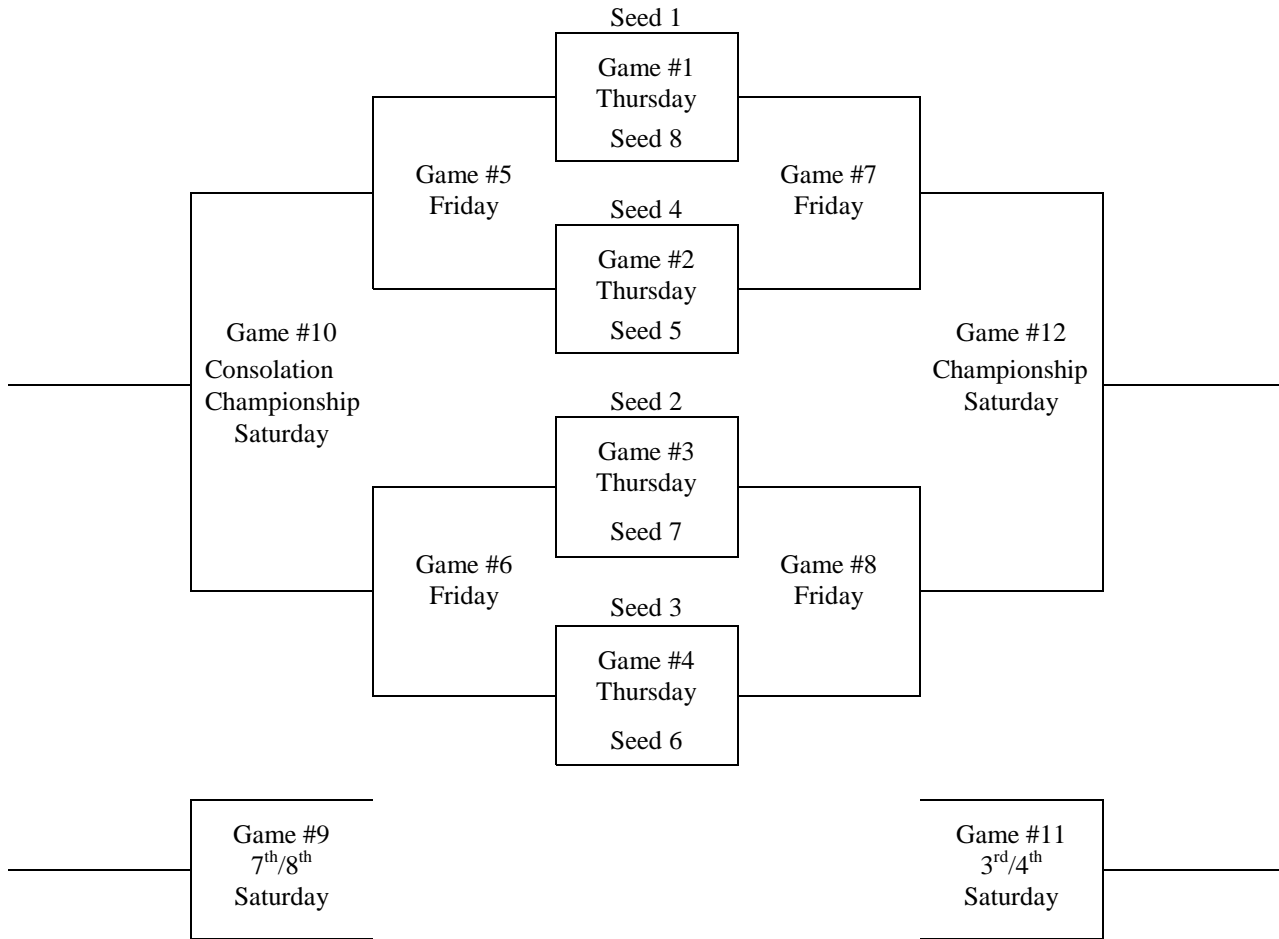 Seed 1
Game #1
Thursday
Seed 8
Game #5
Friday
Game #7
Friday
Seed 4
Game #2
Thursday
Seed 5
Game #10
Consolation
Championship
Saturday
Game #12
Championship
Saturday
Seed 2
Game #3
Thursday
Seed 7
Game #6
Friday
Game #8
Friday
Seed 3
Game #4
Thursday
Seed 6
Game #9
7th/8th
Saturday
Game #11
3rd/4th
Saturday